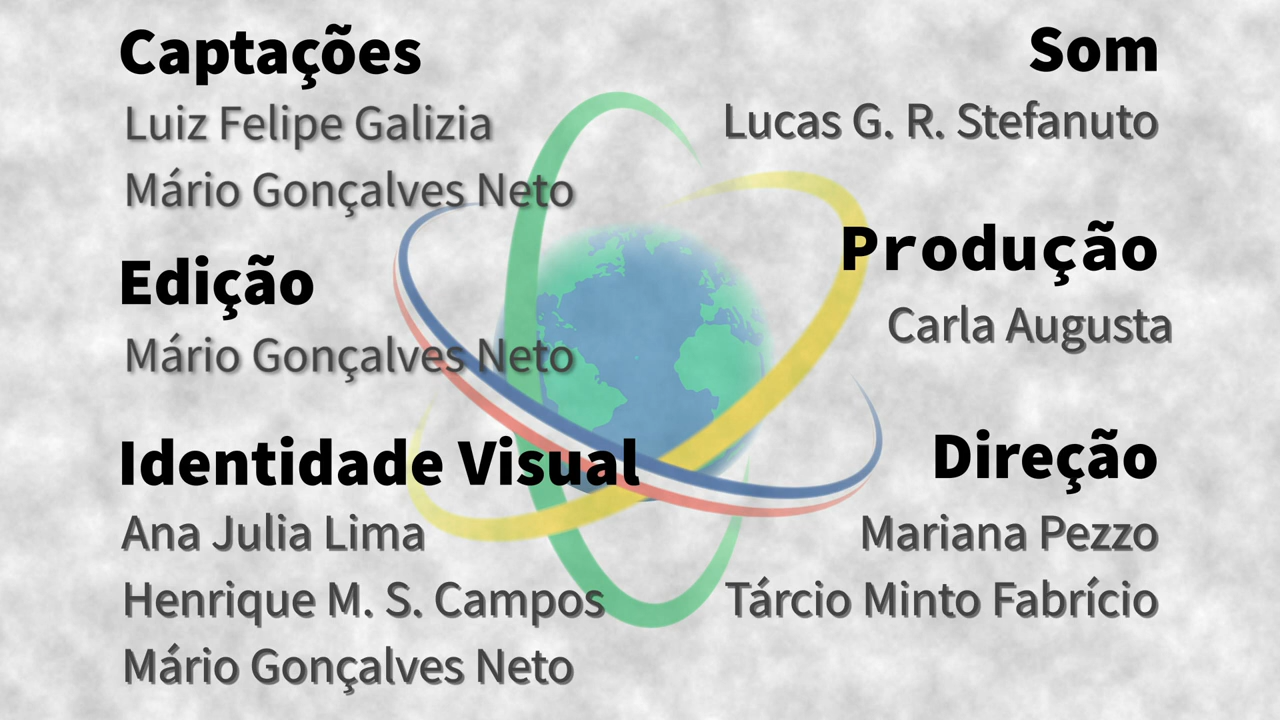 Captações
Luiz Felipe Galizia
Mário Gonçalves Neto
Edição
Mário Gonçalves Neto
Identidade Visual
Ana Julia Lima
Henrique M. S. Campos
Mário Gonçalves Neto
Som
Lucas G. R. Stefanuto
Produção
Carla Augusta
Direção
Mariana Pezzo
Tárcio Minto Fabrício